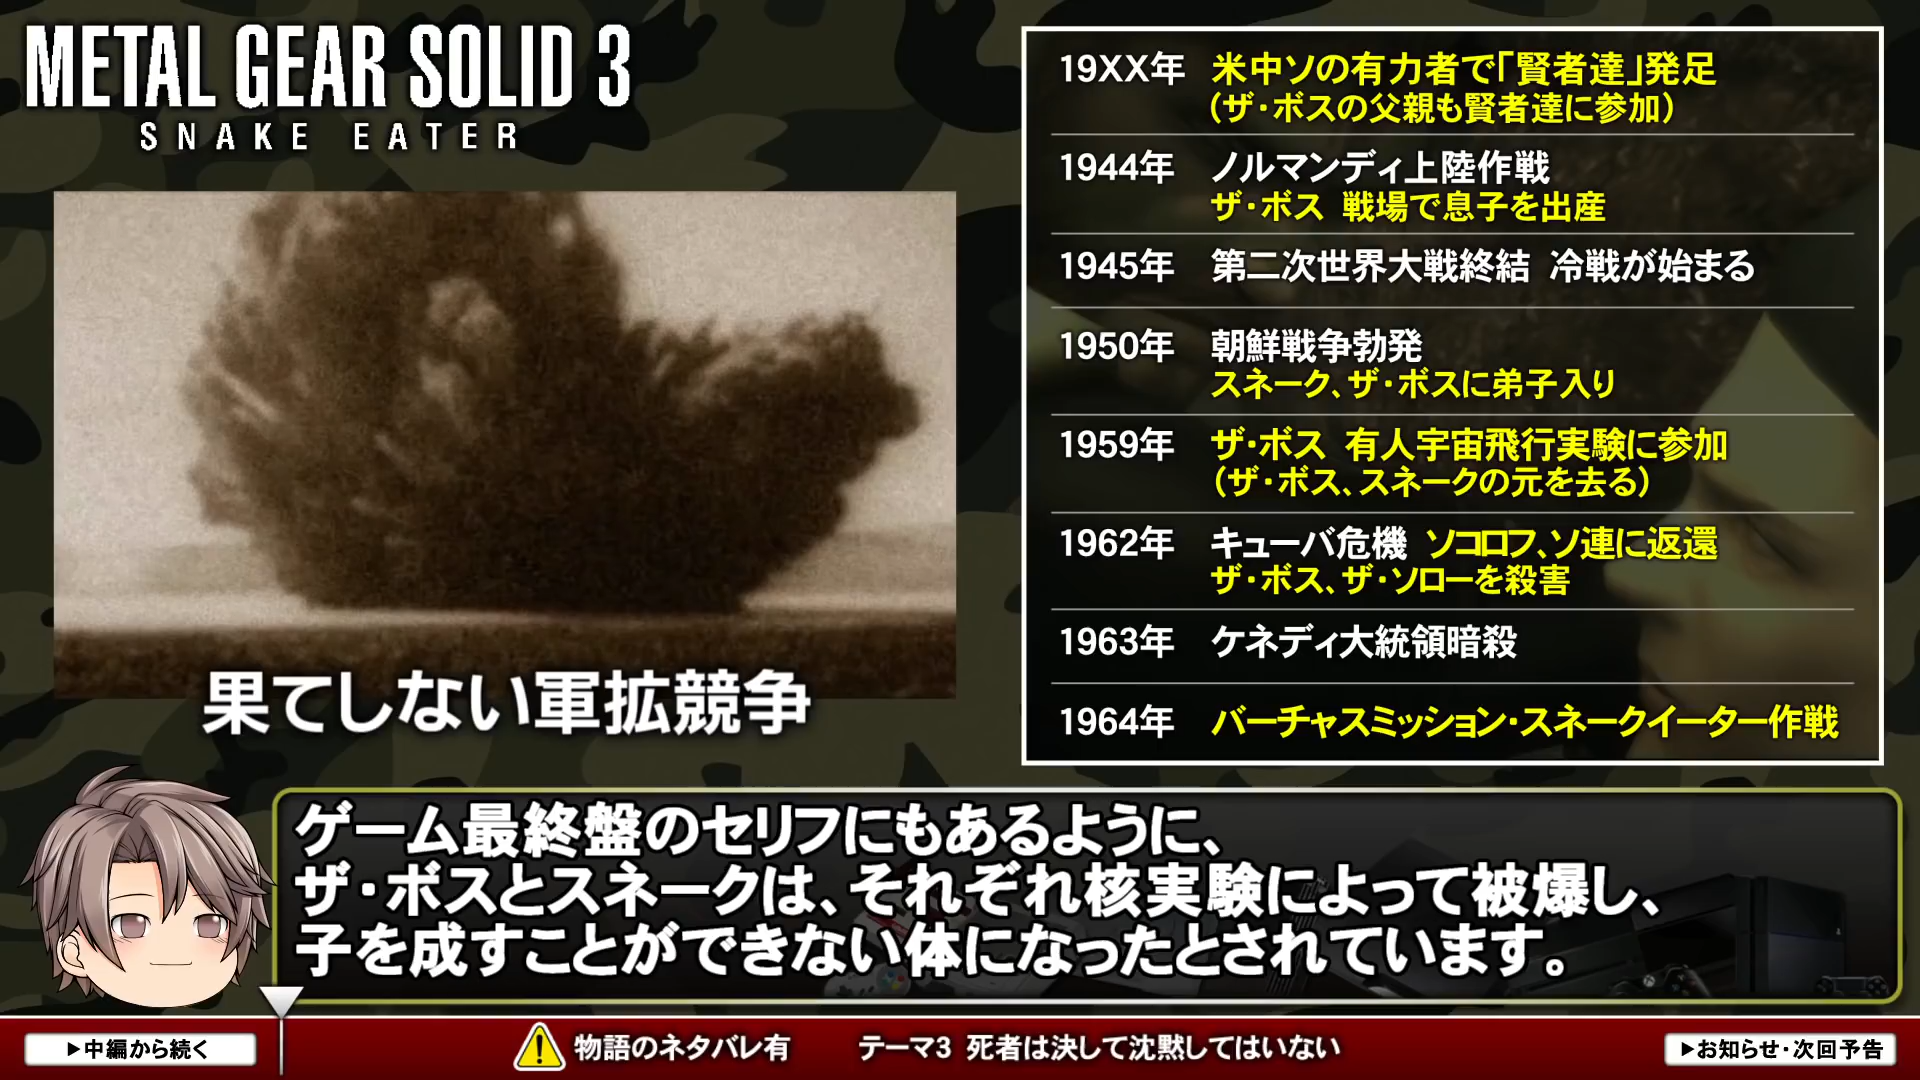 METAL GEAR SOLID 3
SNAKE EATER
果てしない軍拡競争
19XX年 米中ソの有力者で「賢者達」発足
（ザ・ボスの父親も賢者達に参加）
1944年 ノルマンディ上陸作戦
ザ・ボス 戦場で息子を出産
1945年 第二次世界大戦終結 冷戦が始まる
1950年 朝鮮戦争勃発
スネーク、ザ・ボスに弟子入り
1959年 ザ・ボス 有人宇宙飛行実験に参加
（ザ・ボス、スネークの元を去る）
1962年 キューバ危機 ソコロフ、ソ連に返還
ザ・ボス、ザ・ソローを殺害
1963年 ケネディ大統領暗殺
1964年 バーチャスミッション・スネークイーター作戦
ゲーム最終盤のセリフにもあるように、
ザ・ボスとスネークは、それぞれ核実験によって被爆し、
子を成すことができない体になったとされています。
▶中編から続く
物語のネタバレ有 テーマ3 死者は決して沈黙してはいない
▶お知らせ・次回予告